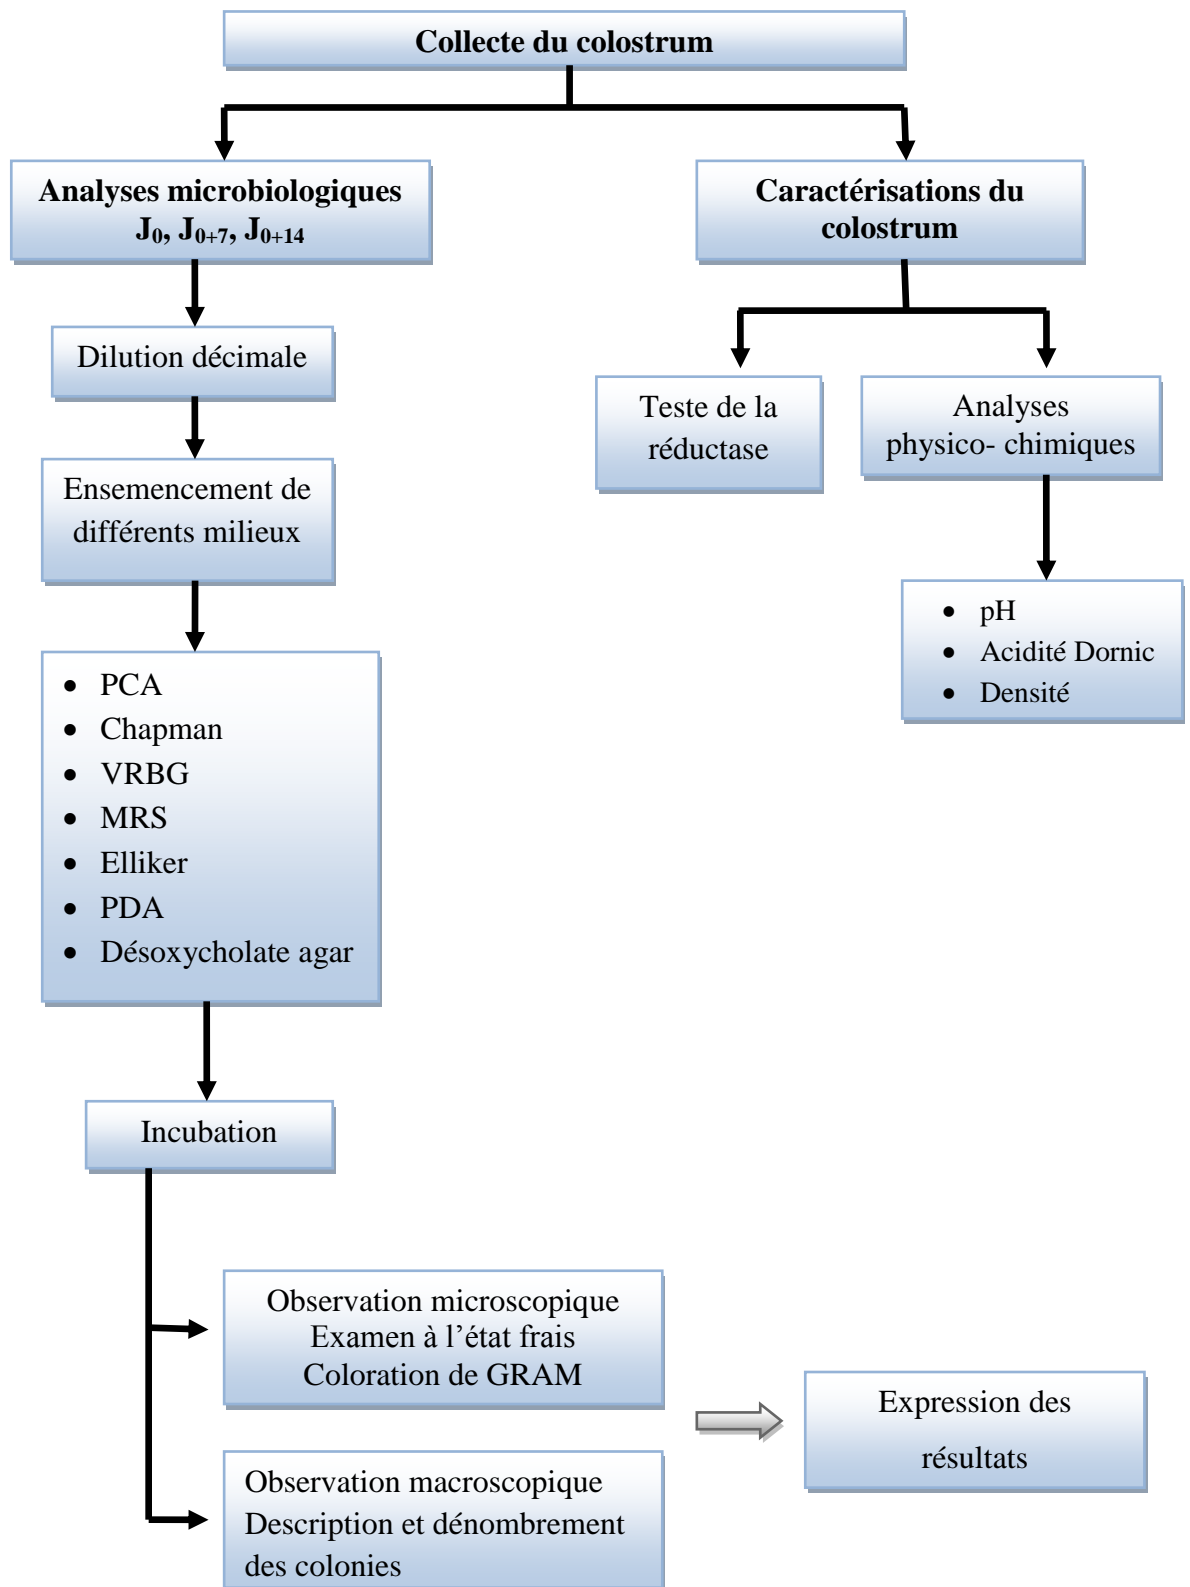 Collecte du colostrum
Analyses microbiologiques
J0, J0+7, J0+14
Caractérisations du
colostrum
Dilution décimale
Teste de la
réductase
Analyses
physico- chimiques
Ensemencement de
différents milieux
• pH
• Acidité Dornic
• Densité
• PCA
• Chapman
• VRBG
• MRS
• Elliker
• PDA
• Désoxycholate agar
Incubation
Observation microscopique
Examen à l’état frais
Coloration de GRAM
Expression des
résultats
Observation macroscopique
Description et dénombrement
des colonies